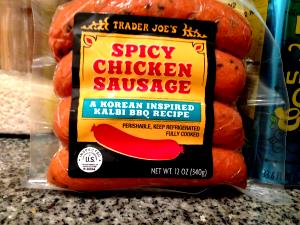 TRADER JOE'S
SPICY
CHICKEN
SAUSAGE
A KOREAN INSPIRED
KALBI BBQ RECIPE
PERISHABLE, KEEP REFRIGERATED
FULLY COOKED
U.S.
NET WT. 12 OZ (340g)